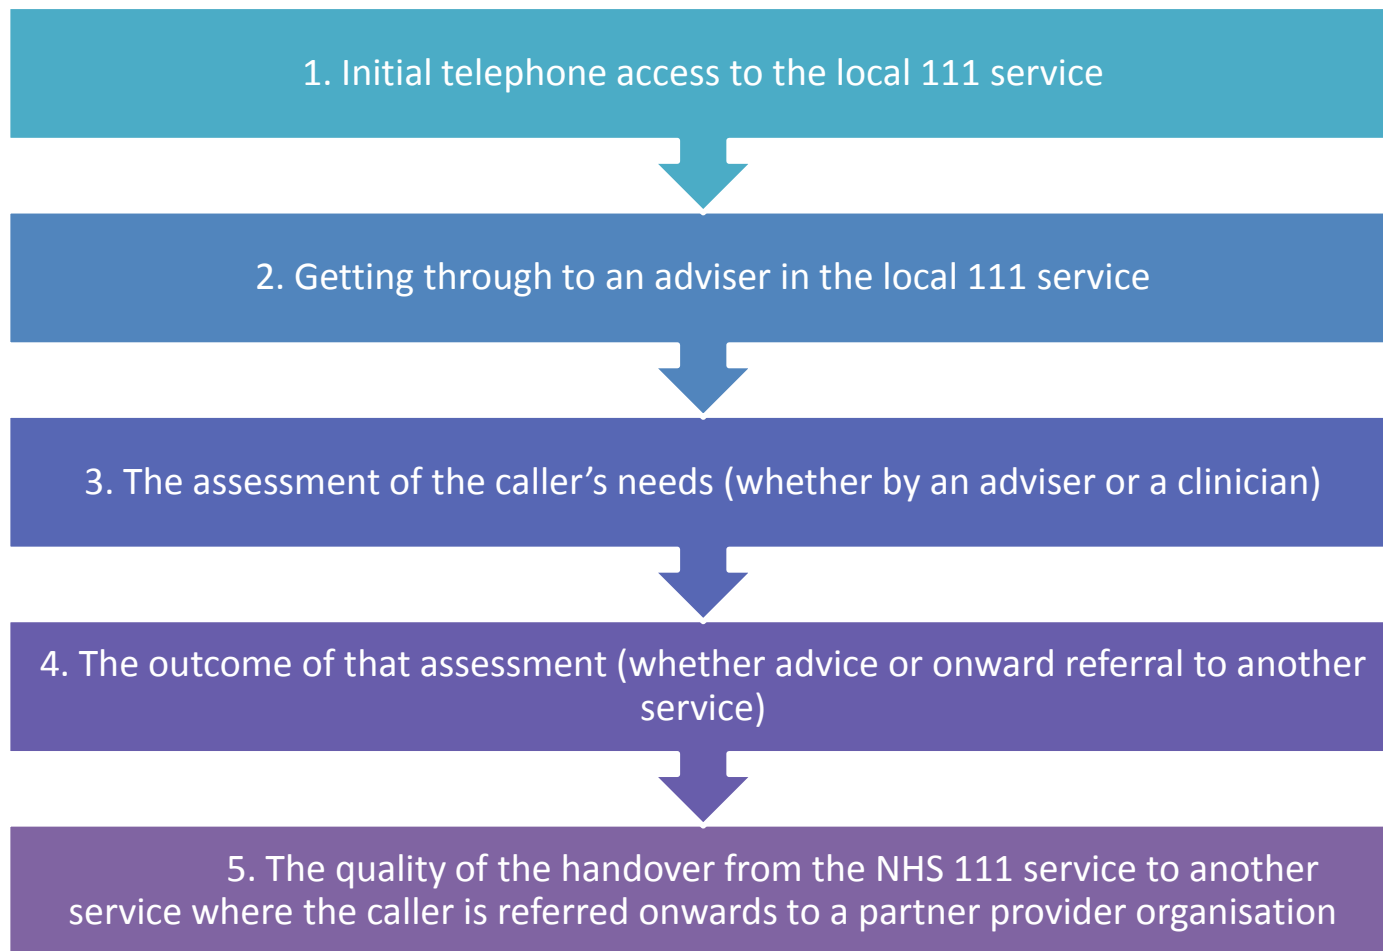 1. Initial telephone access to the local 111 service
2. Getting through to an adviser in the local 111 service
3. The assessment of the caller’s needs (whether by an adviser or a clinician)
4. The outcome of that assessment (whether advice or onward referral to another
service)
5. The quality of the handover from the NHS 111 service to another
service where the caller is referred onwards to a partner provider organisation